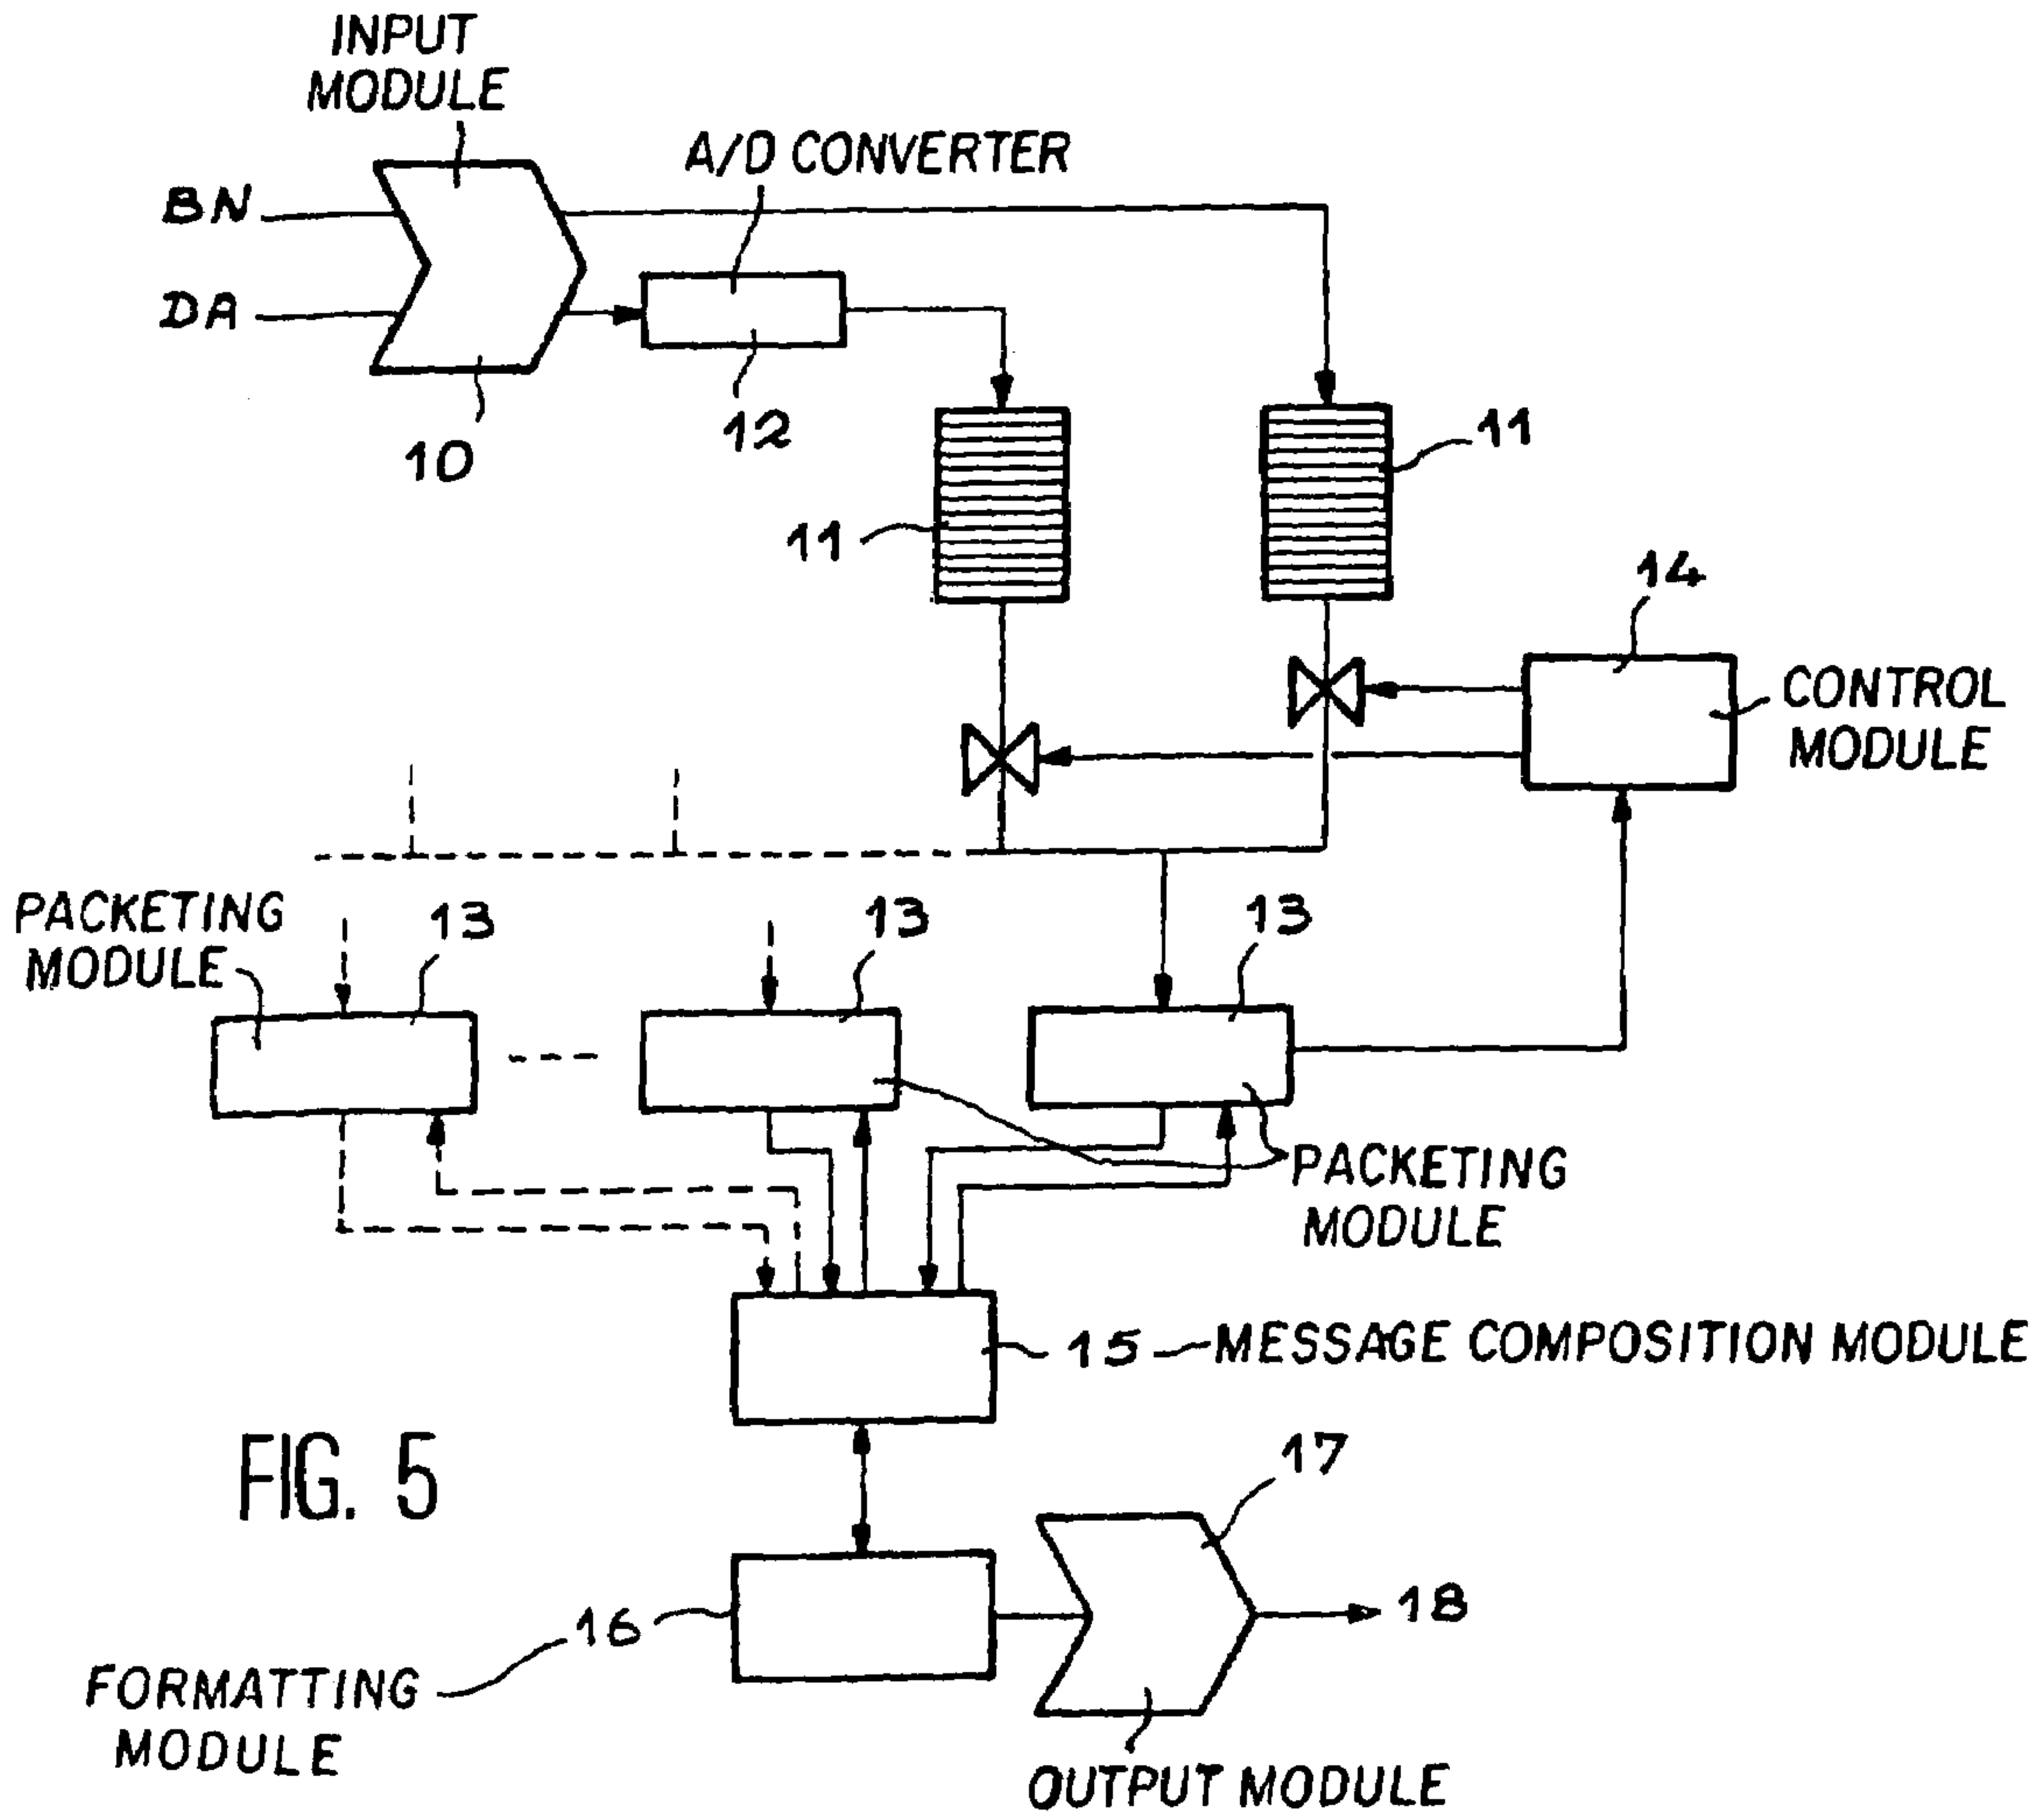 INPUT
MODULE
A/D CONVERTER
BN
DA
12
10
11
11
14
CONTROL
MODULE
PACKETING
MODULE
13
13
13
PACKETING
MODULE
15
MESSAGE COMPOSITION MODULE
FIG. 5
17
18
16
FORMATTING
MODULE
OUTPUT MODULE